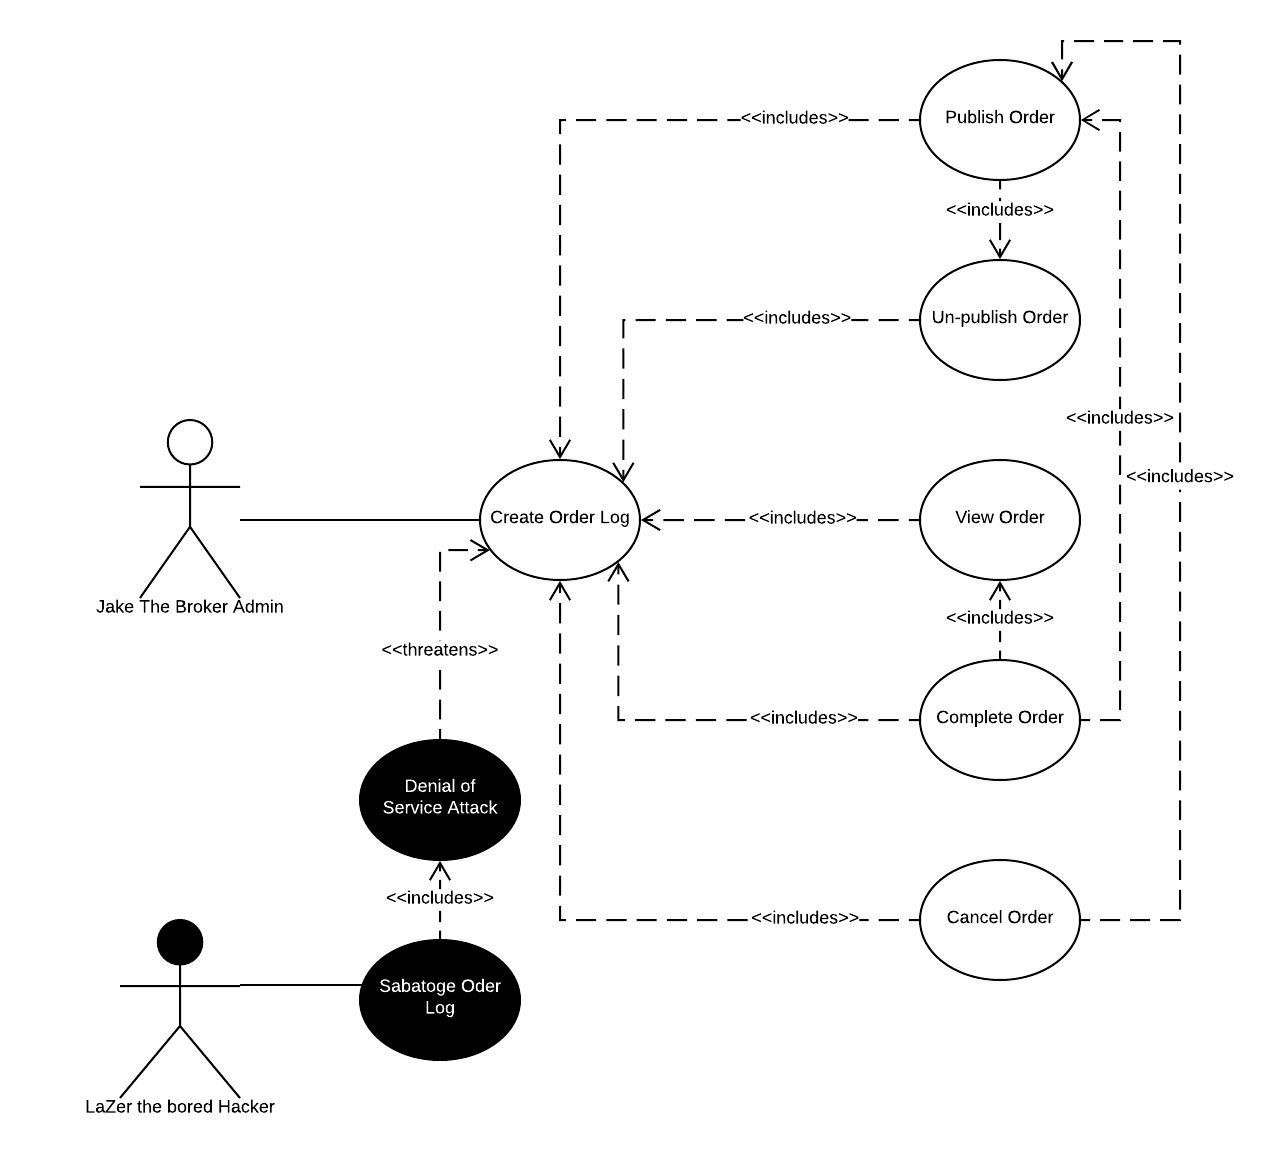 <<includes>>
Publish Order
<<includes>>
<<includes>>
Un-publish Order
<<includes>>
<<includes>>
Create Order Log
<<includes>>
View Order
Jake The Broker Admin
<<includes>>
<<threatens>>
<<includes>>
Complete Order
Denial of
Service Attack
<<includes>>
<<includes>>
Cancel Order
Sabatoge Oder
Log
LaZer the bored Hacker